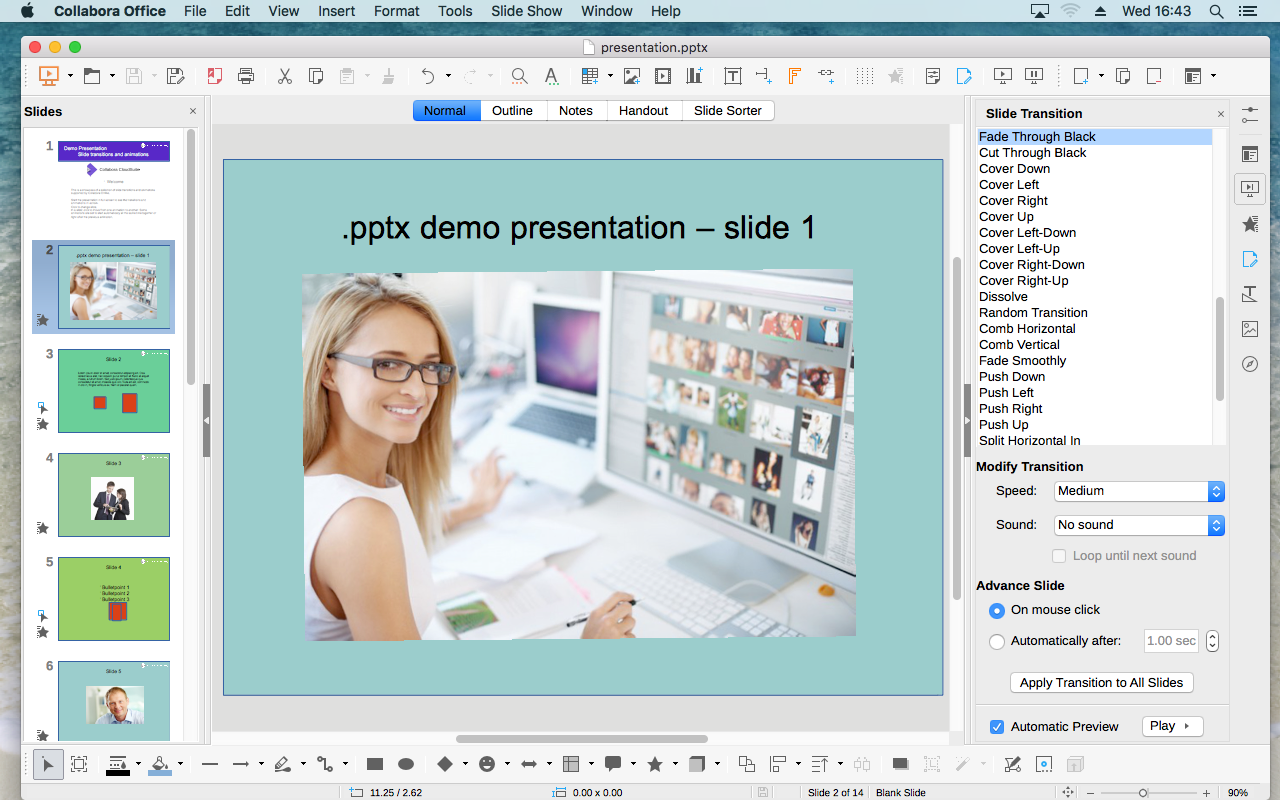 Collabora Office File Edit View Insert Format Tools Slide Show Window Help Wed 16:43
presentation.pptx
Slides
Normal Outline Notes Handout Slide Sorter
1
Demo Presentation
Slide transitions and animations
Collabora CloudSuite
2
.pptx demo presentation – slide 1
3
Slide 2
4
Slide 3
5
Slide 4
Bulletpoint 1
Bulletpoint 2
Bulletpoint 3
6
Slide 5
.pptx demo presentation – slide 1
Slide Transition
Fade Through Black
Cut Through Black
Cover Down
Cover Left
Cover Right
Cover Up
Cover Left-Down
Cover Left-Up
Cover Right-Down
Cover Right-Up
Dissolve
Random Transition
Comb Horizontal
Comb Vertical
Fade Smoothly
Push Down
Push Left
Push Right
Push Up
Split Horizontal In
Modify Transition
Speed: Medium
Sound: No sound
Loop until next sound
Advance Slide
On mouse click
Automatically after: 1.00 sec
Apply Transition to All Slides
Automatic Preview Play
11.25 / 2.62 0.00 x 0.00 Slide 2 of 14 Blank Slide 90%